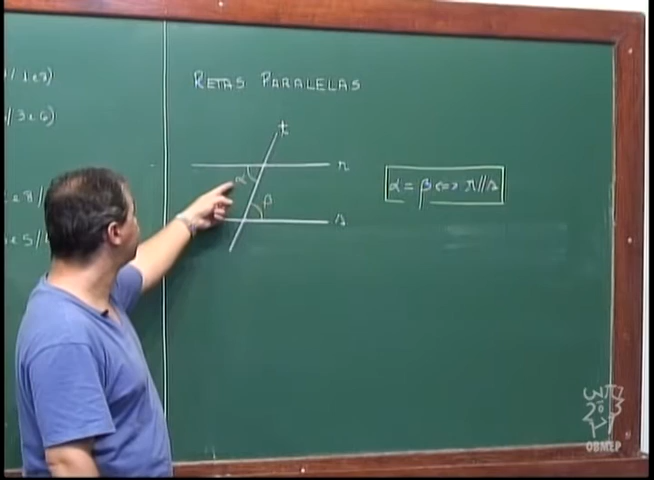 RETAS PARALELAS
t
r
α
β
s
α = β ⟺ r//s
OBMEP